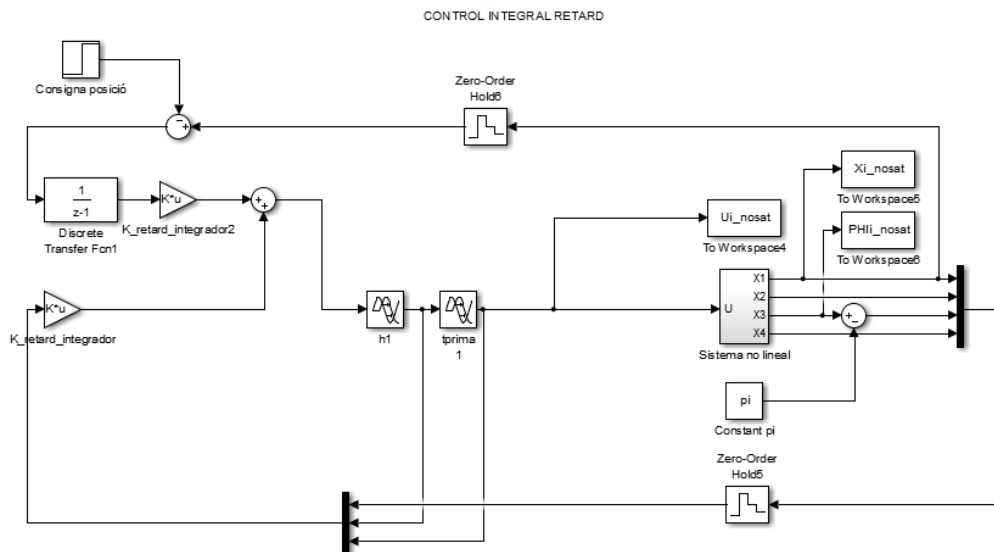 CONTROL INTEGRAL RETARD
Consigna posició
Zero-Order
Hold6
Xi_nosat
To Workspace5
1
z-1
Discrete
Transfer Fcn1
K*u
K_retard_integrador2
Ui_nosat
To Workspace4
PHIi_nosat
To Workspace6
U
X1
X2
X3
X4
Sistema no lineal
K*u
K_retard_integrador
h1
tprima
1
pi
Constant pi
Zero-Order
Hold5